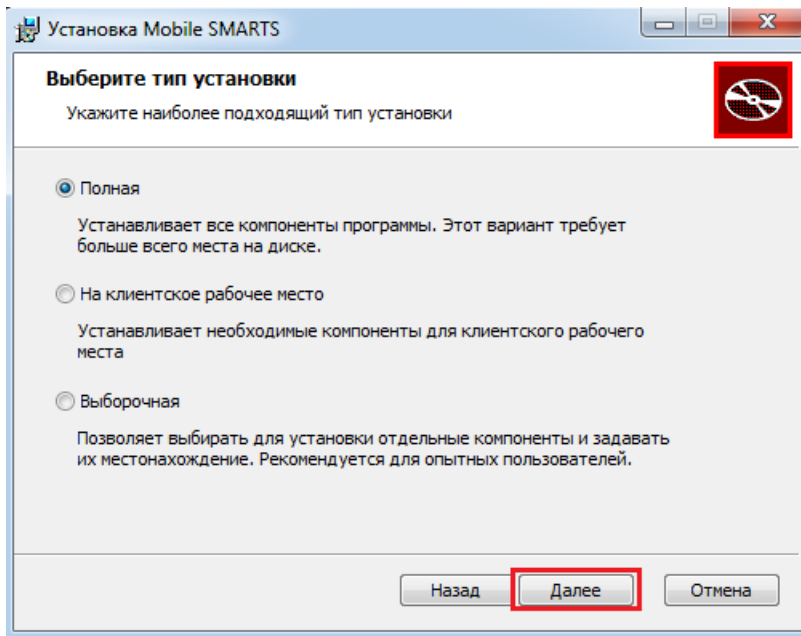 Установка Mobile SMARTS
Выберите тип установки
Укажите наиболее подходящий тип установки
Полная
Устанавливает все компоненты программы. Этот вариант требует
больше всего места на диске.
На клиентское рабочее место
Устанавливает необходимые компоненты для клиентского рабочего
места
Выборочная
Позволяет выбирать для установки отдельные компоненты и задавать
их местонахождение. Рекомендуется для опытных пользователей.
Назад Далее Отмена